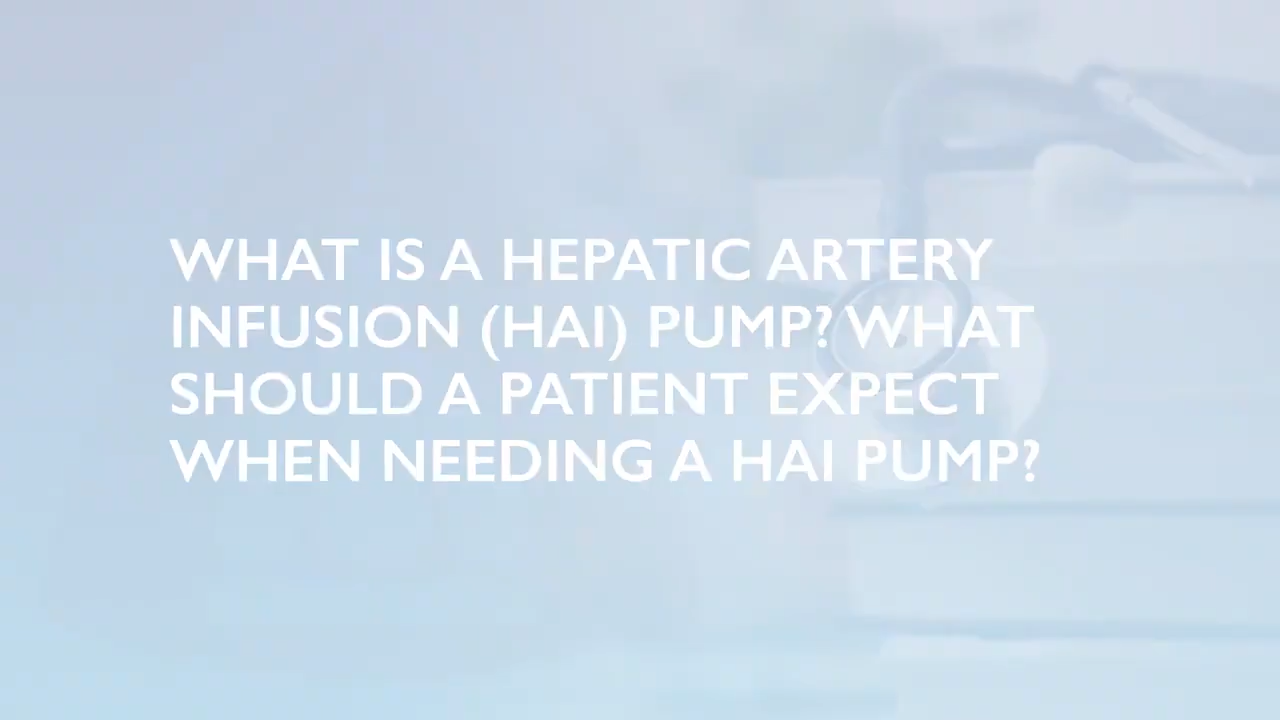 WHAT IS A HEPATIC ARTERY
INFUSION (HAI) PUMP? WHAT
SHOULD A PATIENT EXPECT
WHEN NEEDING A HAI PUMP?